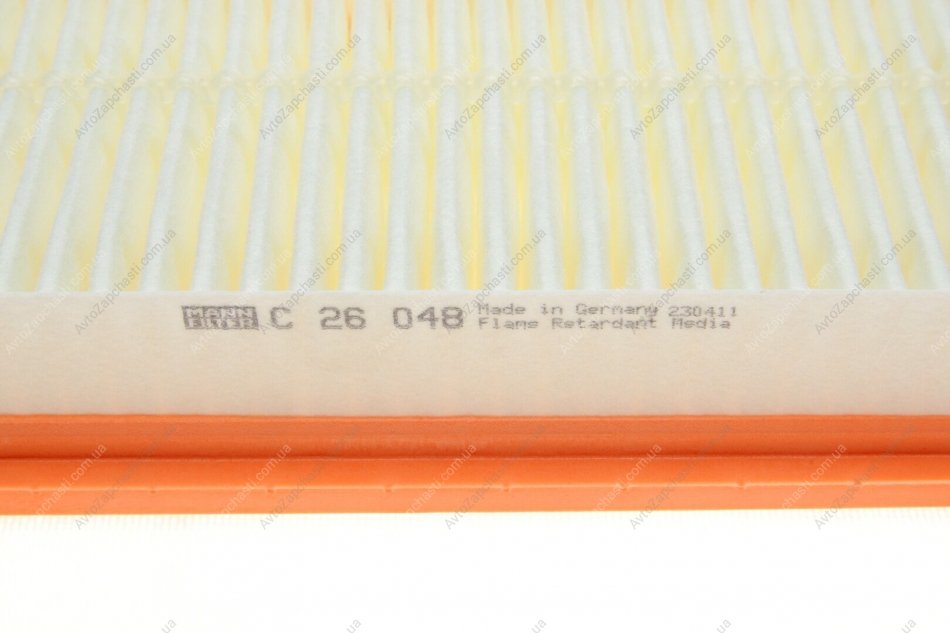 MANN FILTER C 26 048 Made in Germany 230411
Flame Retardant Media
AvtoZapchasti.com.ua